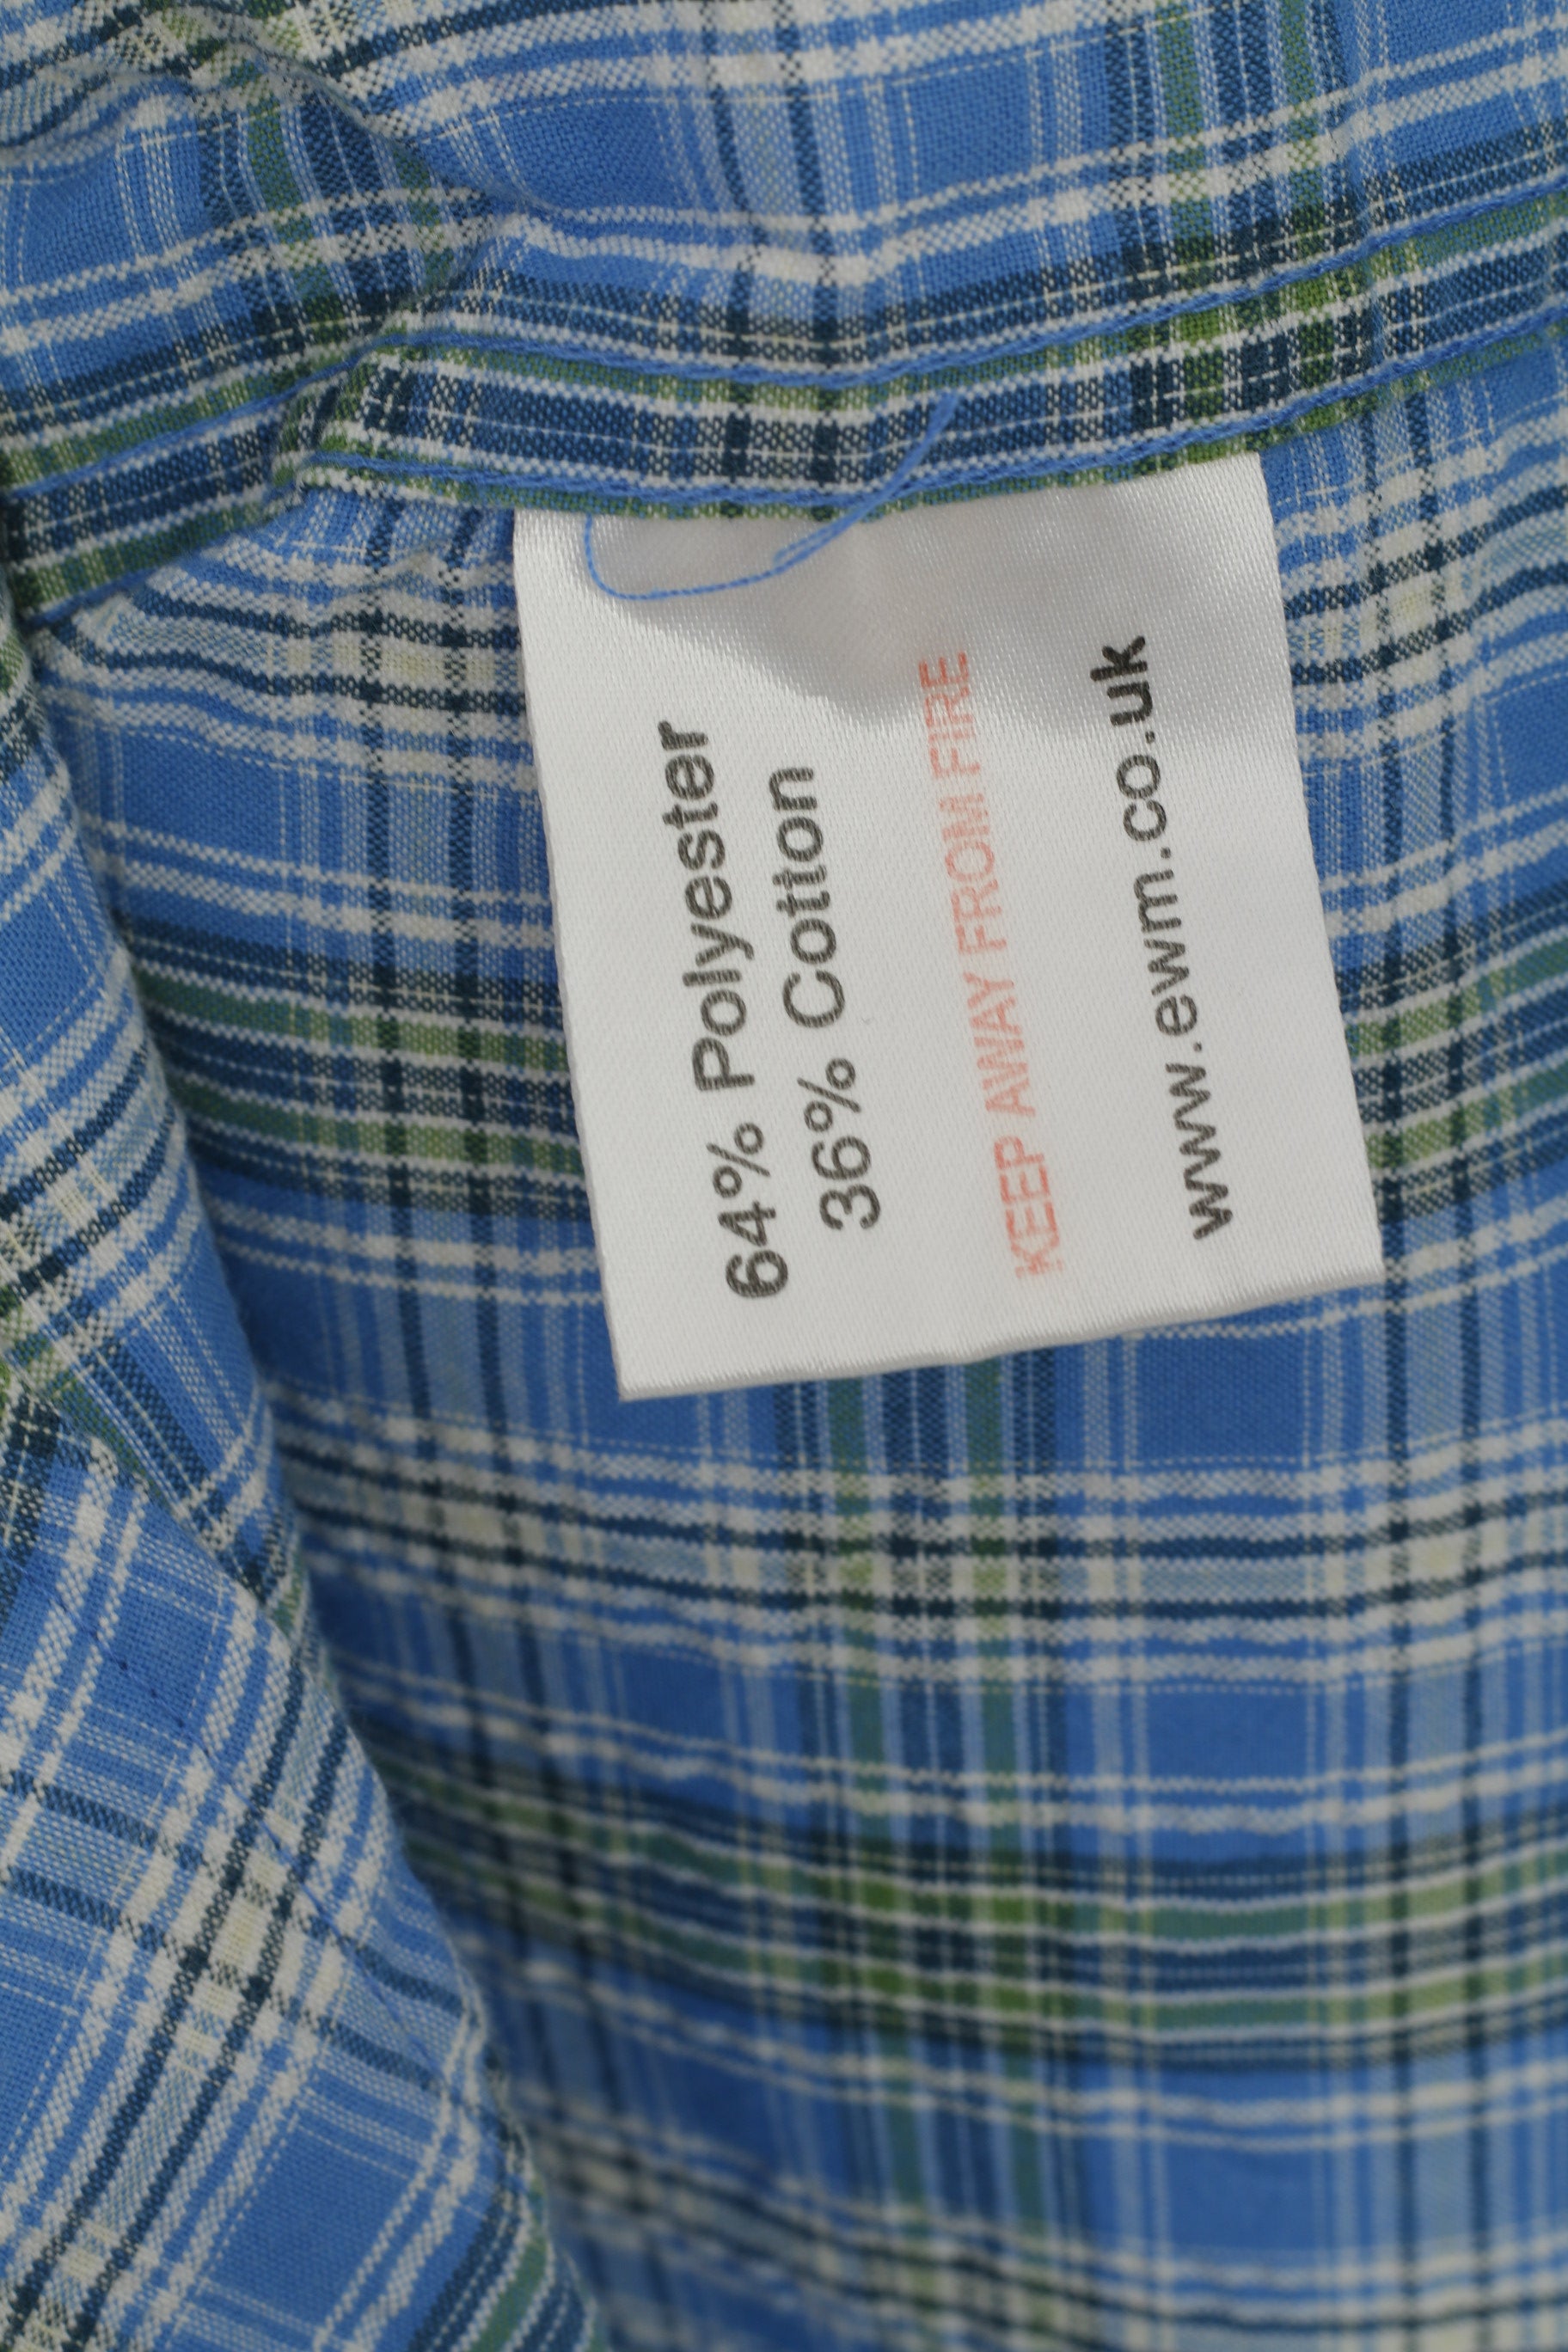 64% Polyester
36% Cotton
KEEP AWAY FROM FIRE
www.ewm.co.uk